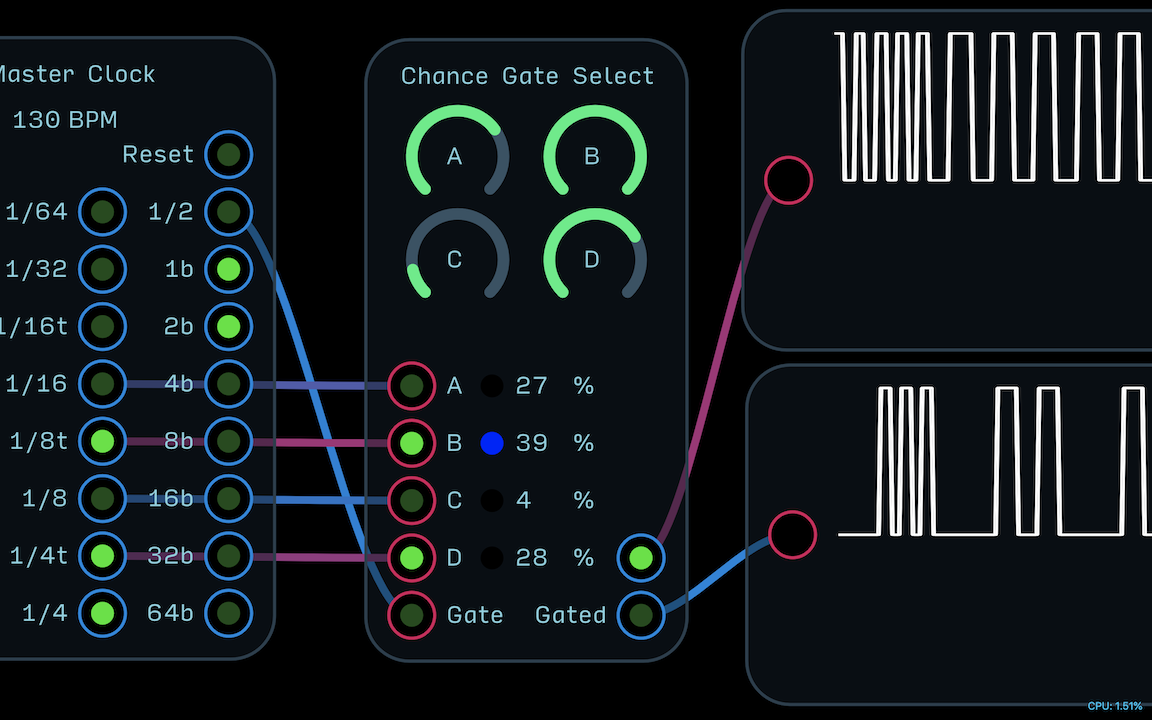 Master Clock
130 BPM
Reset
1/64 1/2
1/32 1b
1/16t 2b
1/16 4b
1/8t 8b
1/8 16b
1/4t 32b
1/4 64b
Chance Gate Select
A B
C D
A 27 %
B 39 %
C 4 %
D 28 %
Gate Gated
CPU: 1.51%